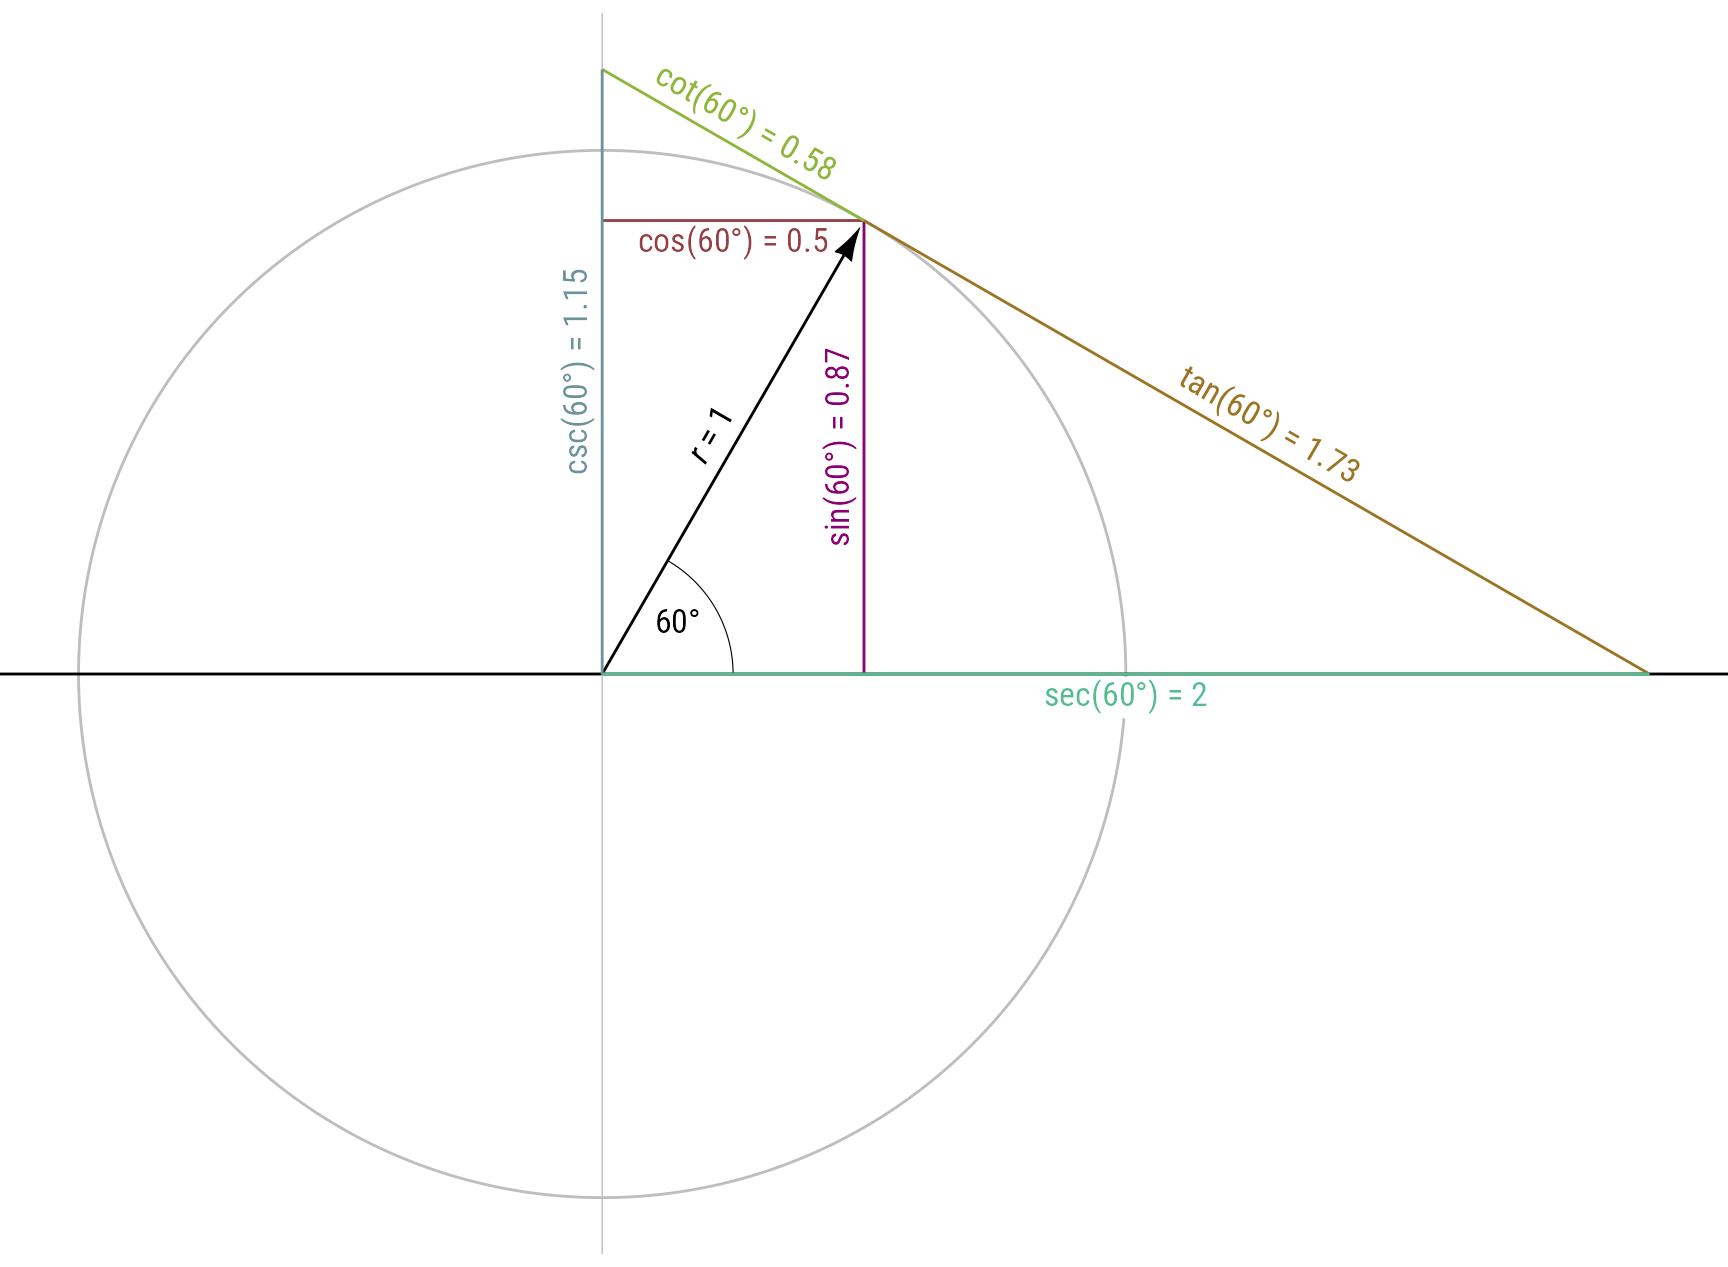 cot(60°) = 0.58
cos(60°) = 0.5
csc(60°) = 1.15
r = 1
sin(60°) = 0.87
tan(60°) = 1.73
60°
sec(60°) = 2